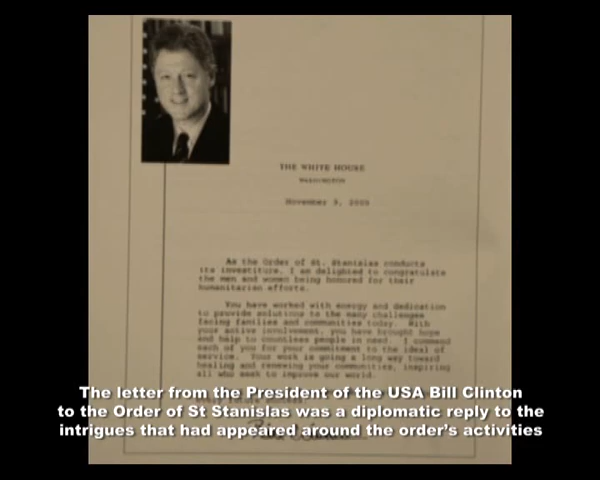 THE WHITE HOUSE
WASHINGTON
November 3, 2000
As the Order of St. Stanislas conducts
its investiture, I am delighted to congratulate
the men and women being honored for their
humanitarian efforts.
You have worked with energy and dedication
to provide solutions to the many challenges
facing families and communities today. With
your active involvement, you have brought hope
and help to countless people in need. I commend
each of you for your commitment to the ideal of
service. Your work is going a long way toward
healing and renewing your communities, inspiring
all who seek to improve our world.
The letter from the President of the USA Bill Clinton
to the Order of St Stanislas was a diplomatic reply to the
intrigues that had appeared around the order's activities